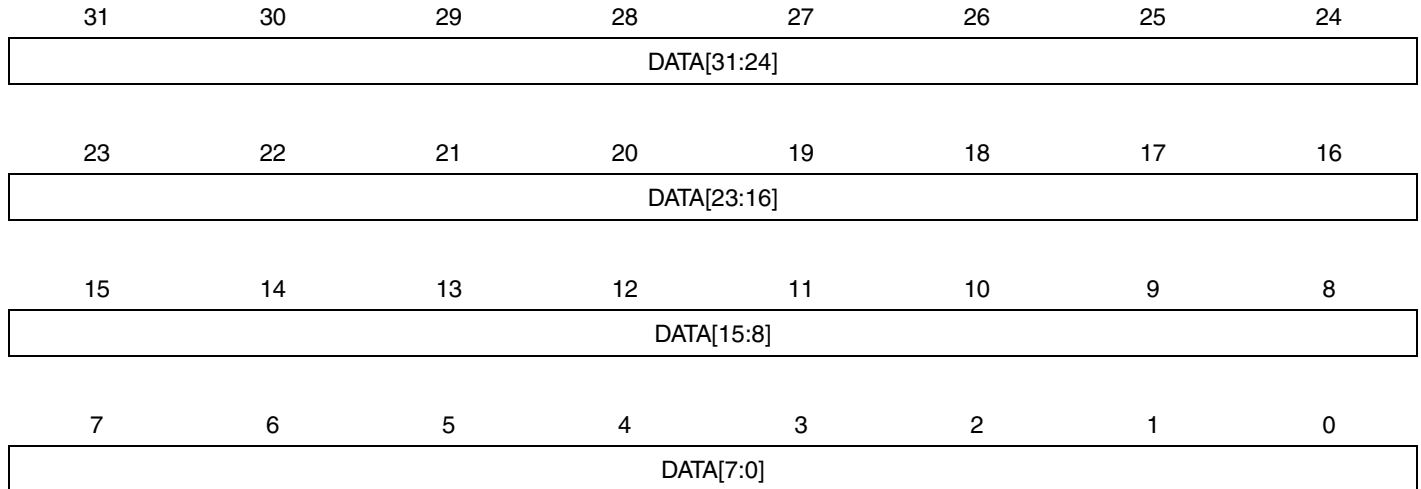 31 30 29 28 27 26 25 24
DATA[31:24]
23 22 21 20 19 18 17 16
DATA[23:16]
15 14 13 12 11 10 9 8
DATA[15:8]
7 6 5 4 3 2 1 0
DATA[7:0]